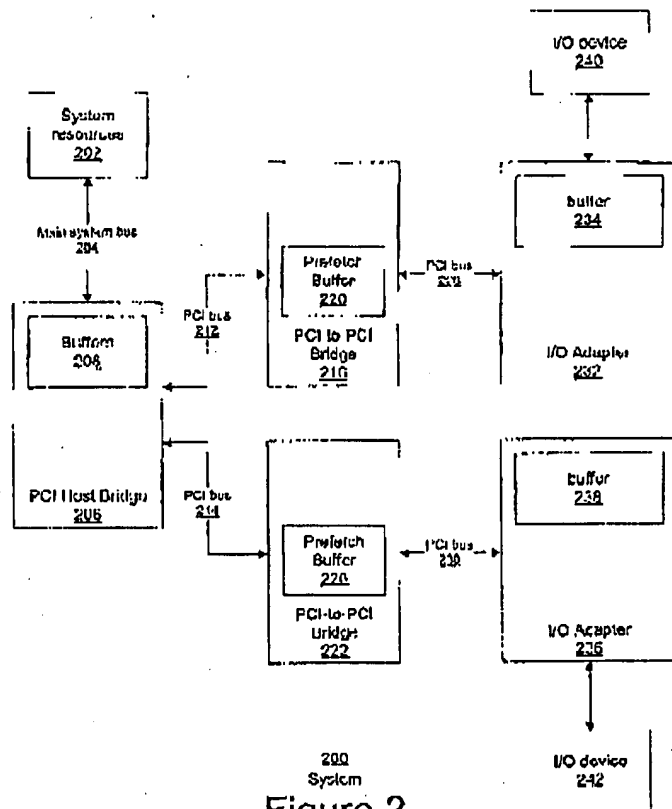 I/O device
240
System
resources
202
buffer
234
Main system bus
204
Prefetch
Buffer
220
PCI bus
PCI bus
212
Buffers
208
PCI to PCI
Bridge
I/O Adapter
232
buffer
238
PCI Host Bridge
206
PCI bus
214
Prefetch
Buffer
PCI bus
PCI-to-PCI
Bridge
222
I/O Adapter
236
200
System
I/O device
242
Figure 2